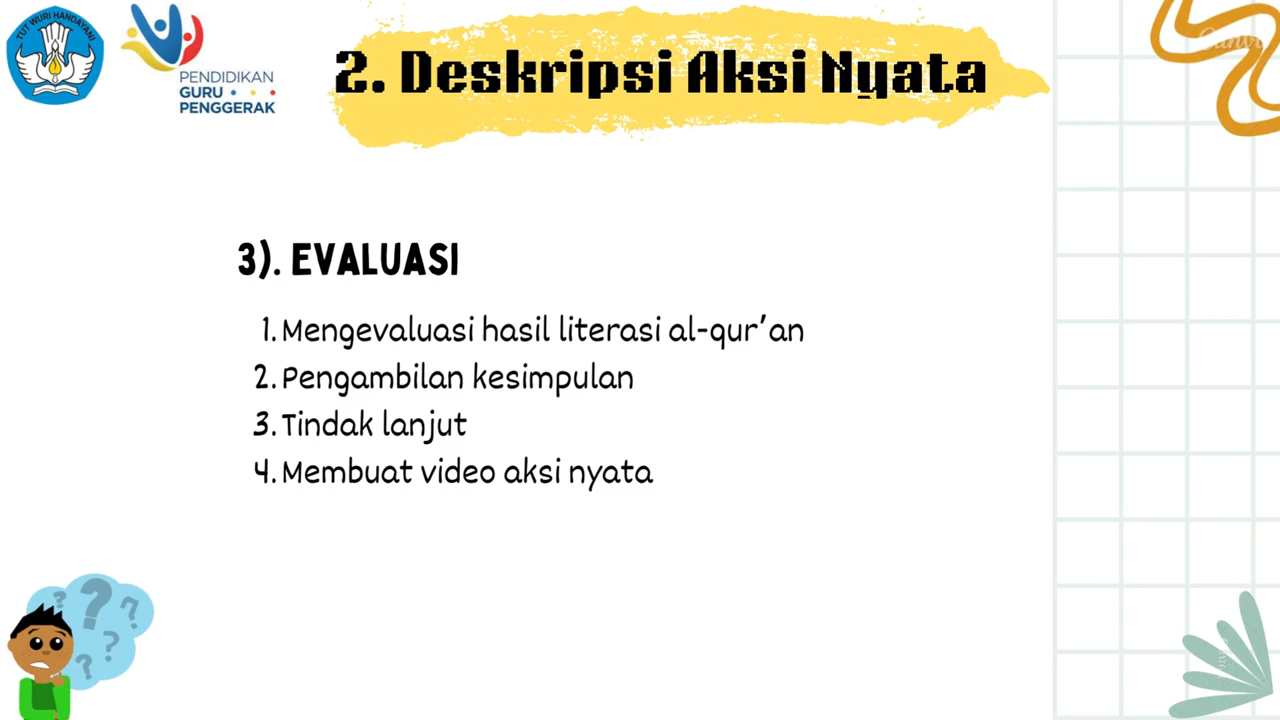 TUT WURI HANDAYANI
PENDIDIKAN
GURU
PENGGERAK
2. Deskripsi Aksi Nyata
Canva
3). EVALUASI
1. Mengevaluasi hasil literasi al-qur'an
2. Pengambilan kesimpulan
3. Tindak lanjut
4. Membuat video aksi nyata
? ? ? ? ?